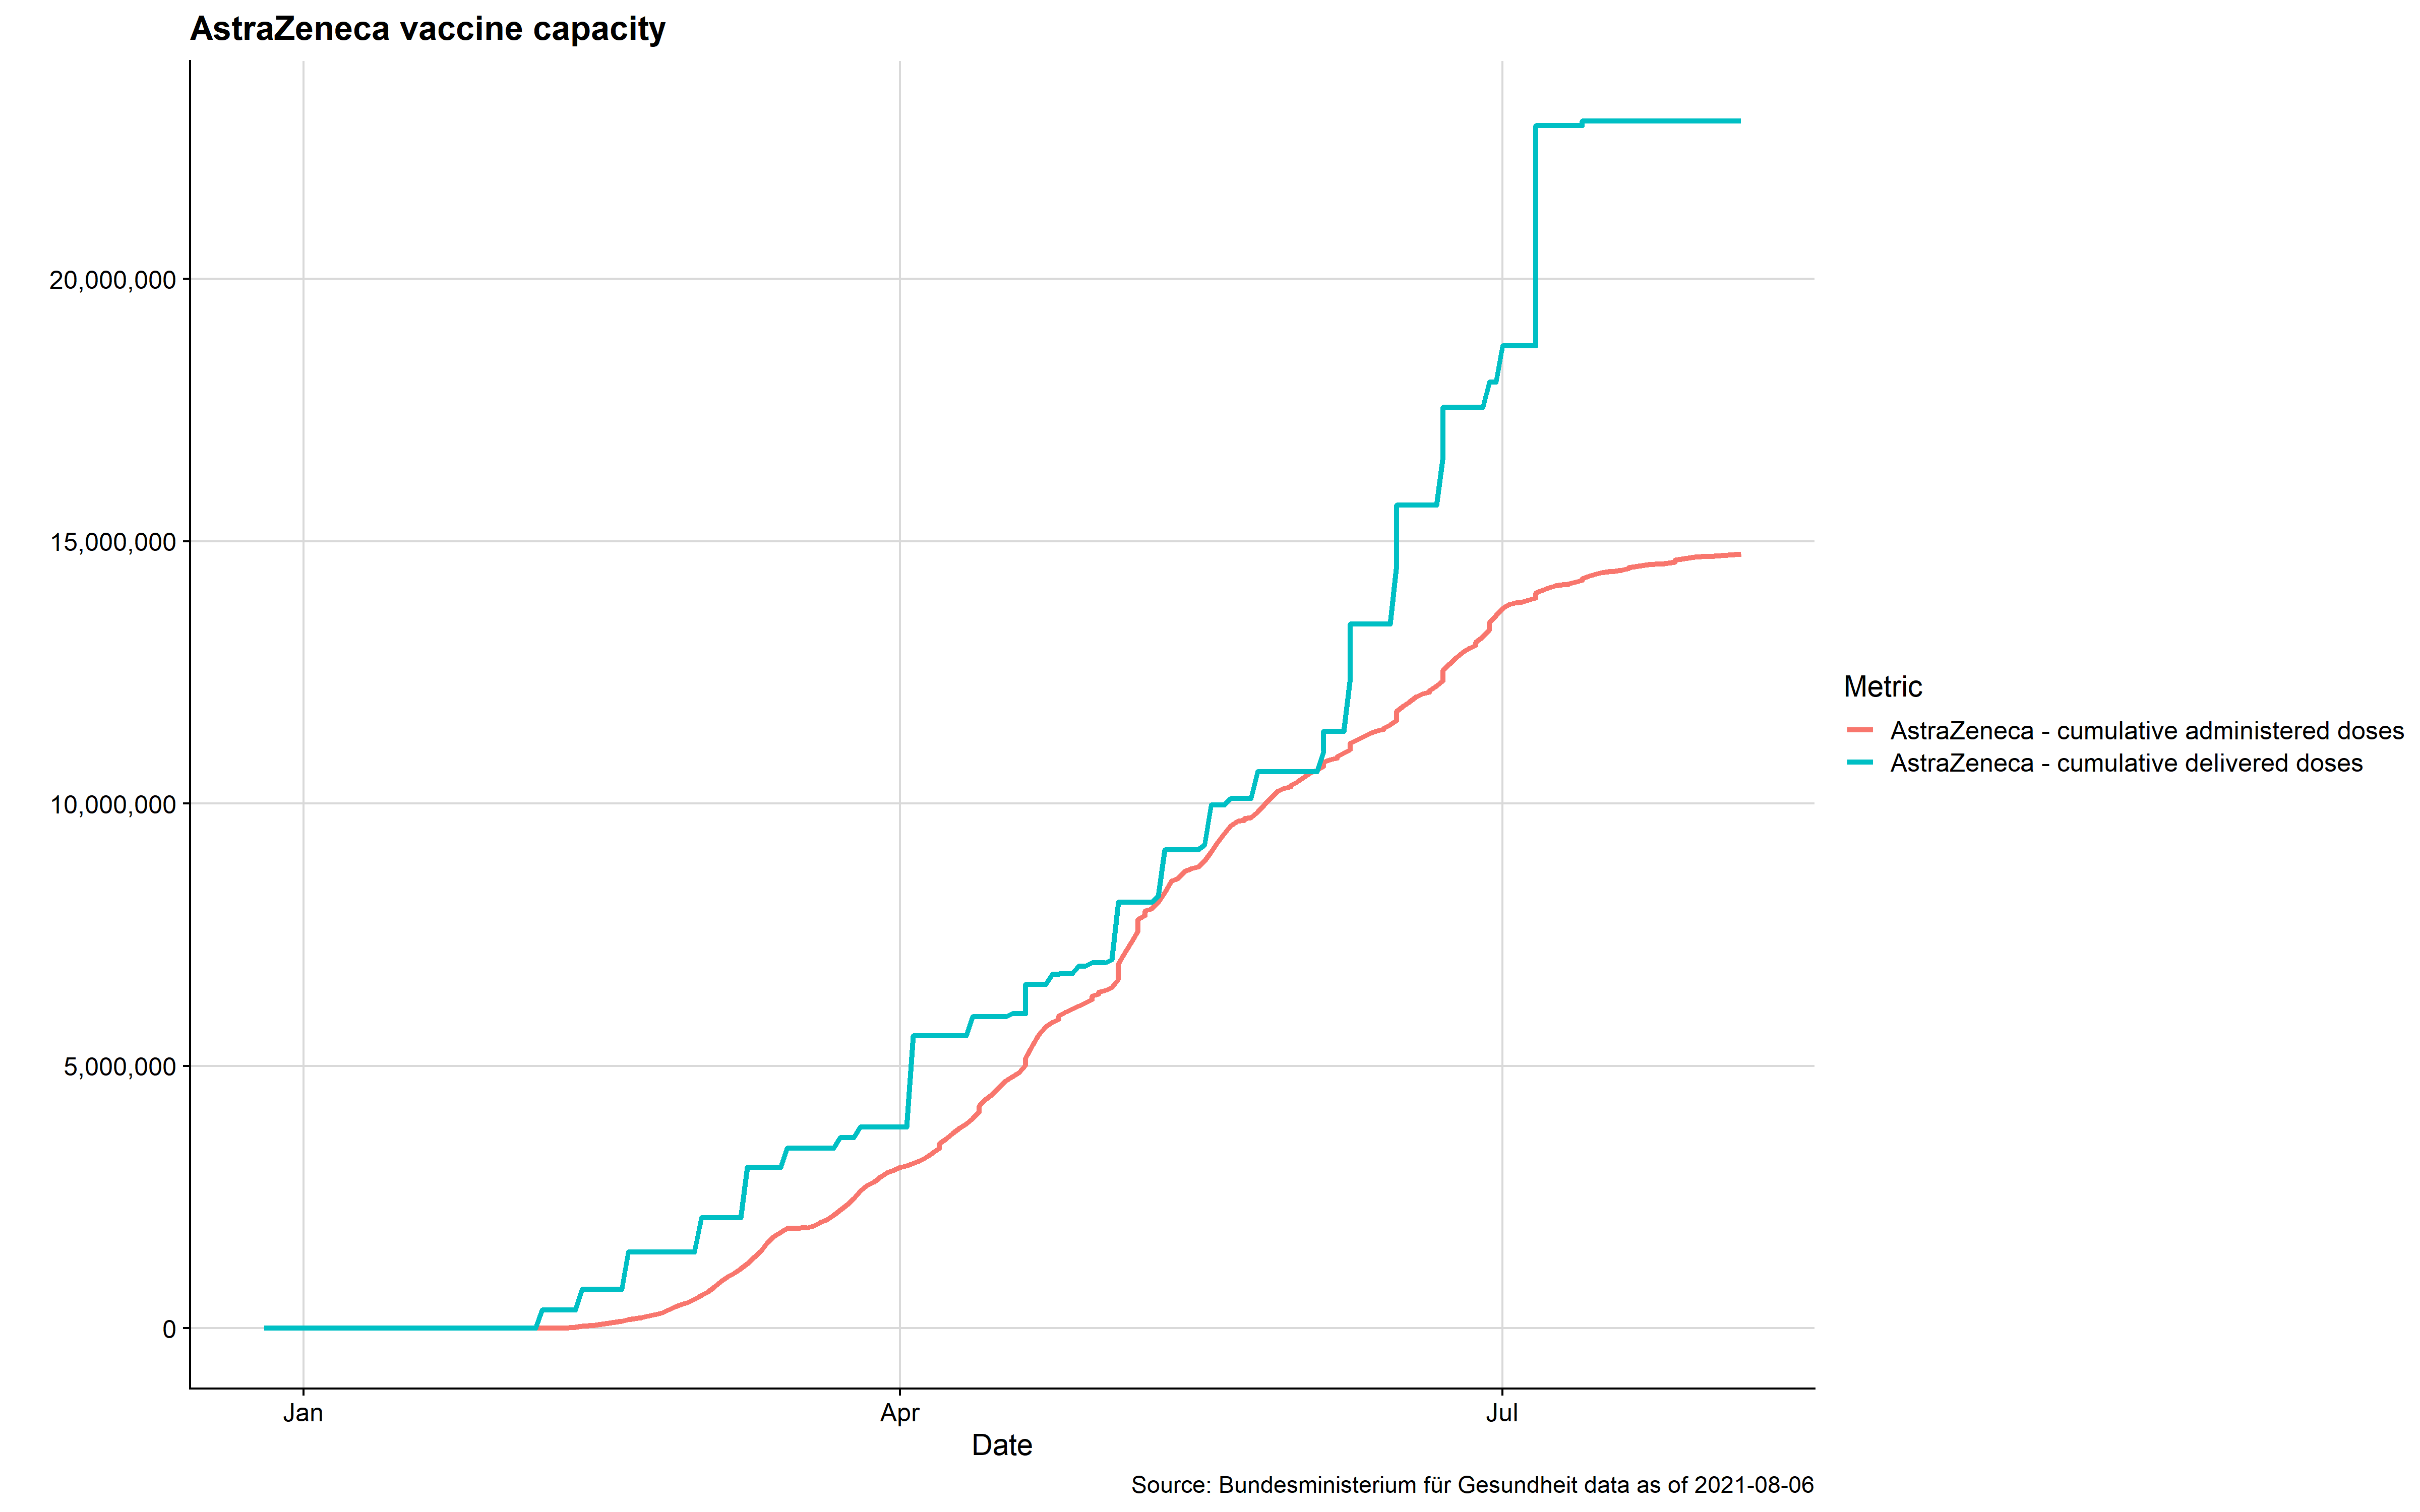 AstraZeneca vaccine capacity
20,000,000
15,000,000
10,000,000
5,000,000
0
Jan
Apr
Jul
Date
Metric
AstraZeneca - cumulative administered doses
AstraZeneca - cumulative delivered doses
Source: Bundesministerium für Gesundheit data as of 2021-08-06